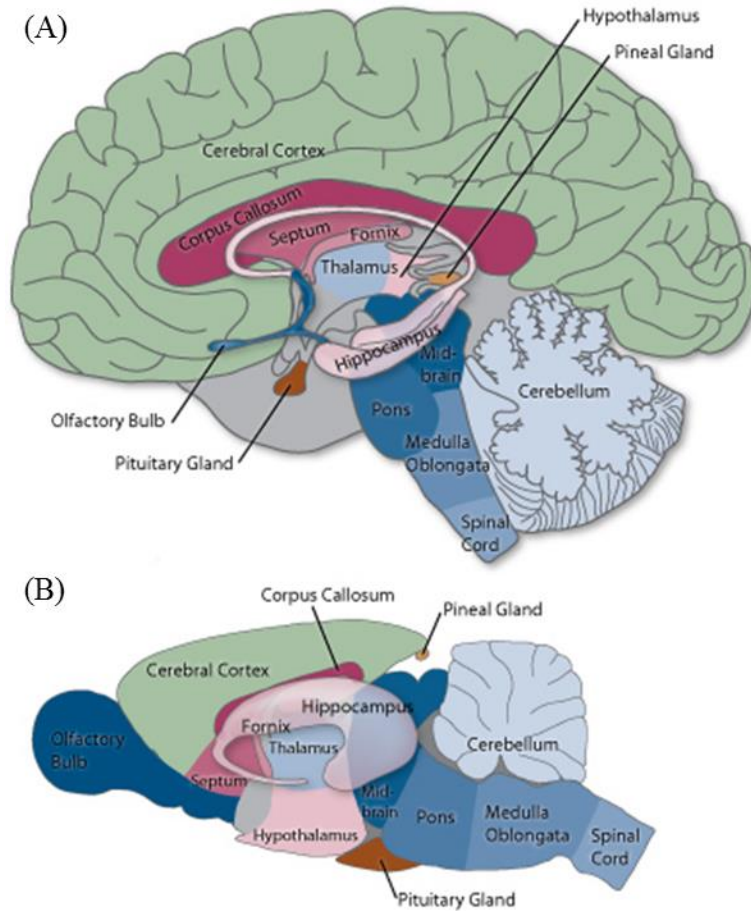 (A)
Hypothalamus
Pineal Gland
Cerebral Cortex
Corpus Callosum
Septum
Fornix
Thalamus
Hippocampus
Mid-
brain
Cerebellum
Olfactory Bulb
Pons
Pituitary Gland
Medulla
Oblongata
Spinal
Cord
(B)
Corpus Callosum
Pineal Gland
Cerebral Cortex
Hippocampus
Fornix
Olfactory
Bulb
Thalamus
Cerebellum
Septum
Mid-
brain
Hypothalamus
Pons
Medulla
Oblongata
Spinal
Cord
Pituitary Gland